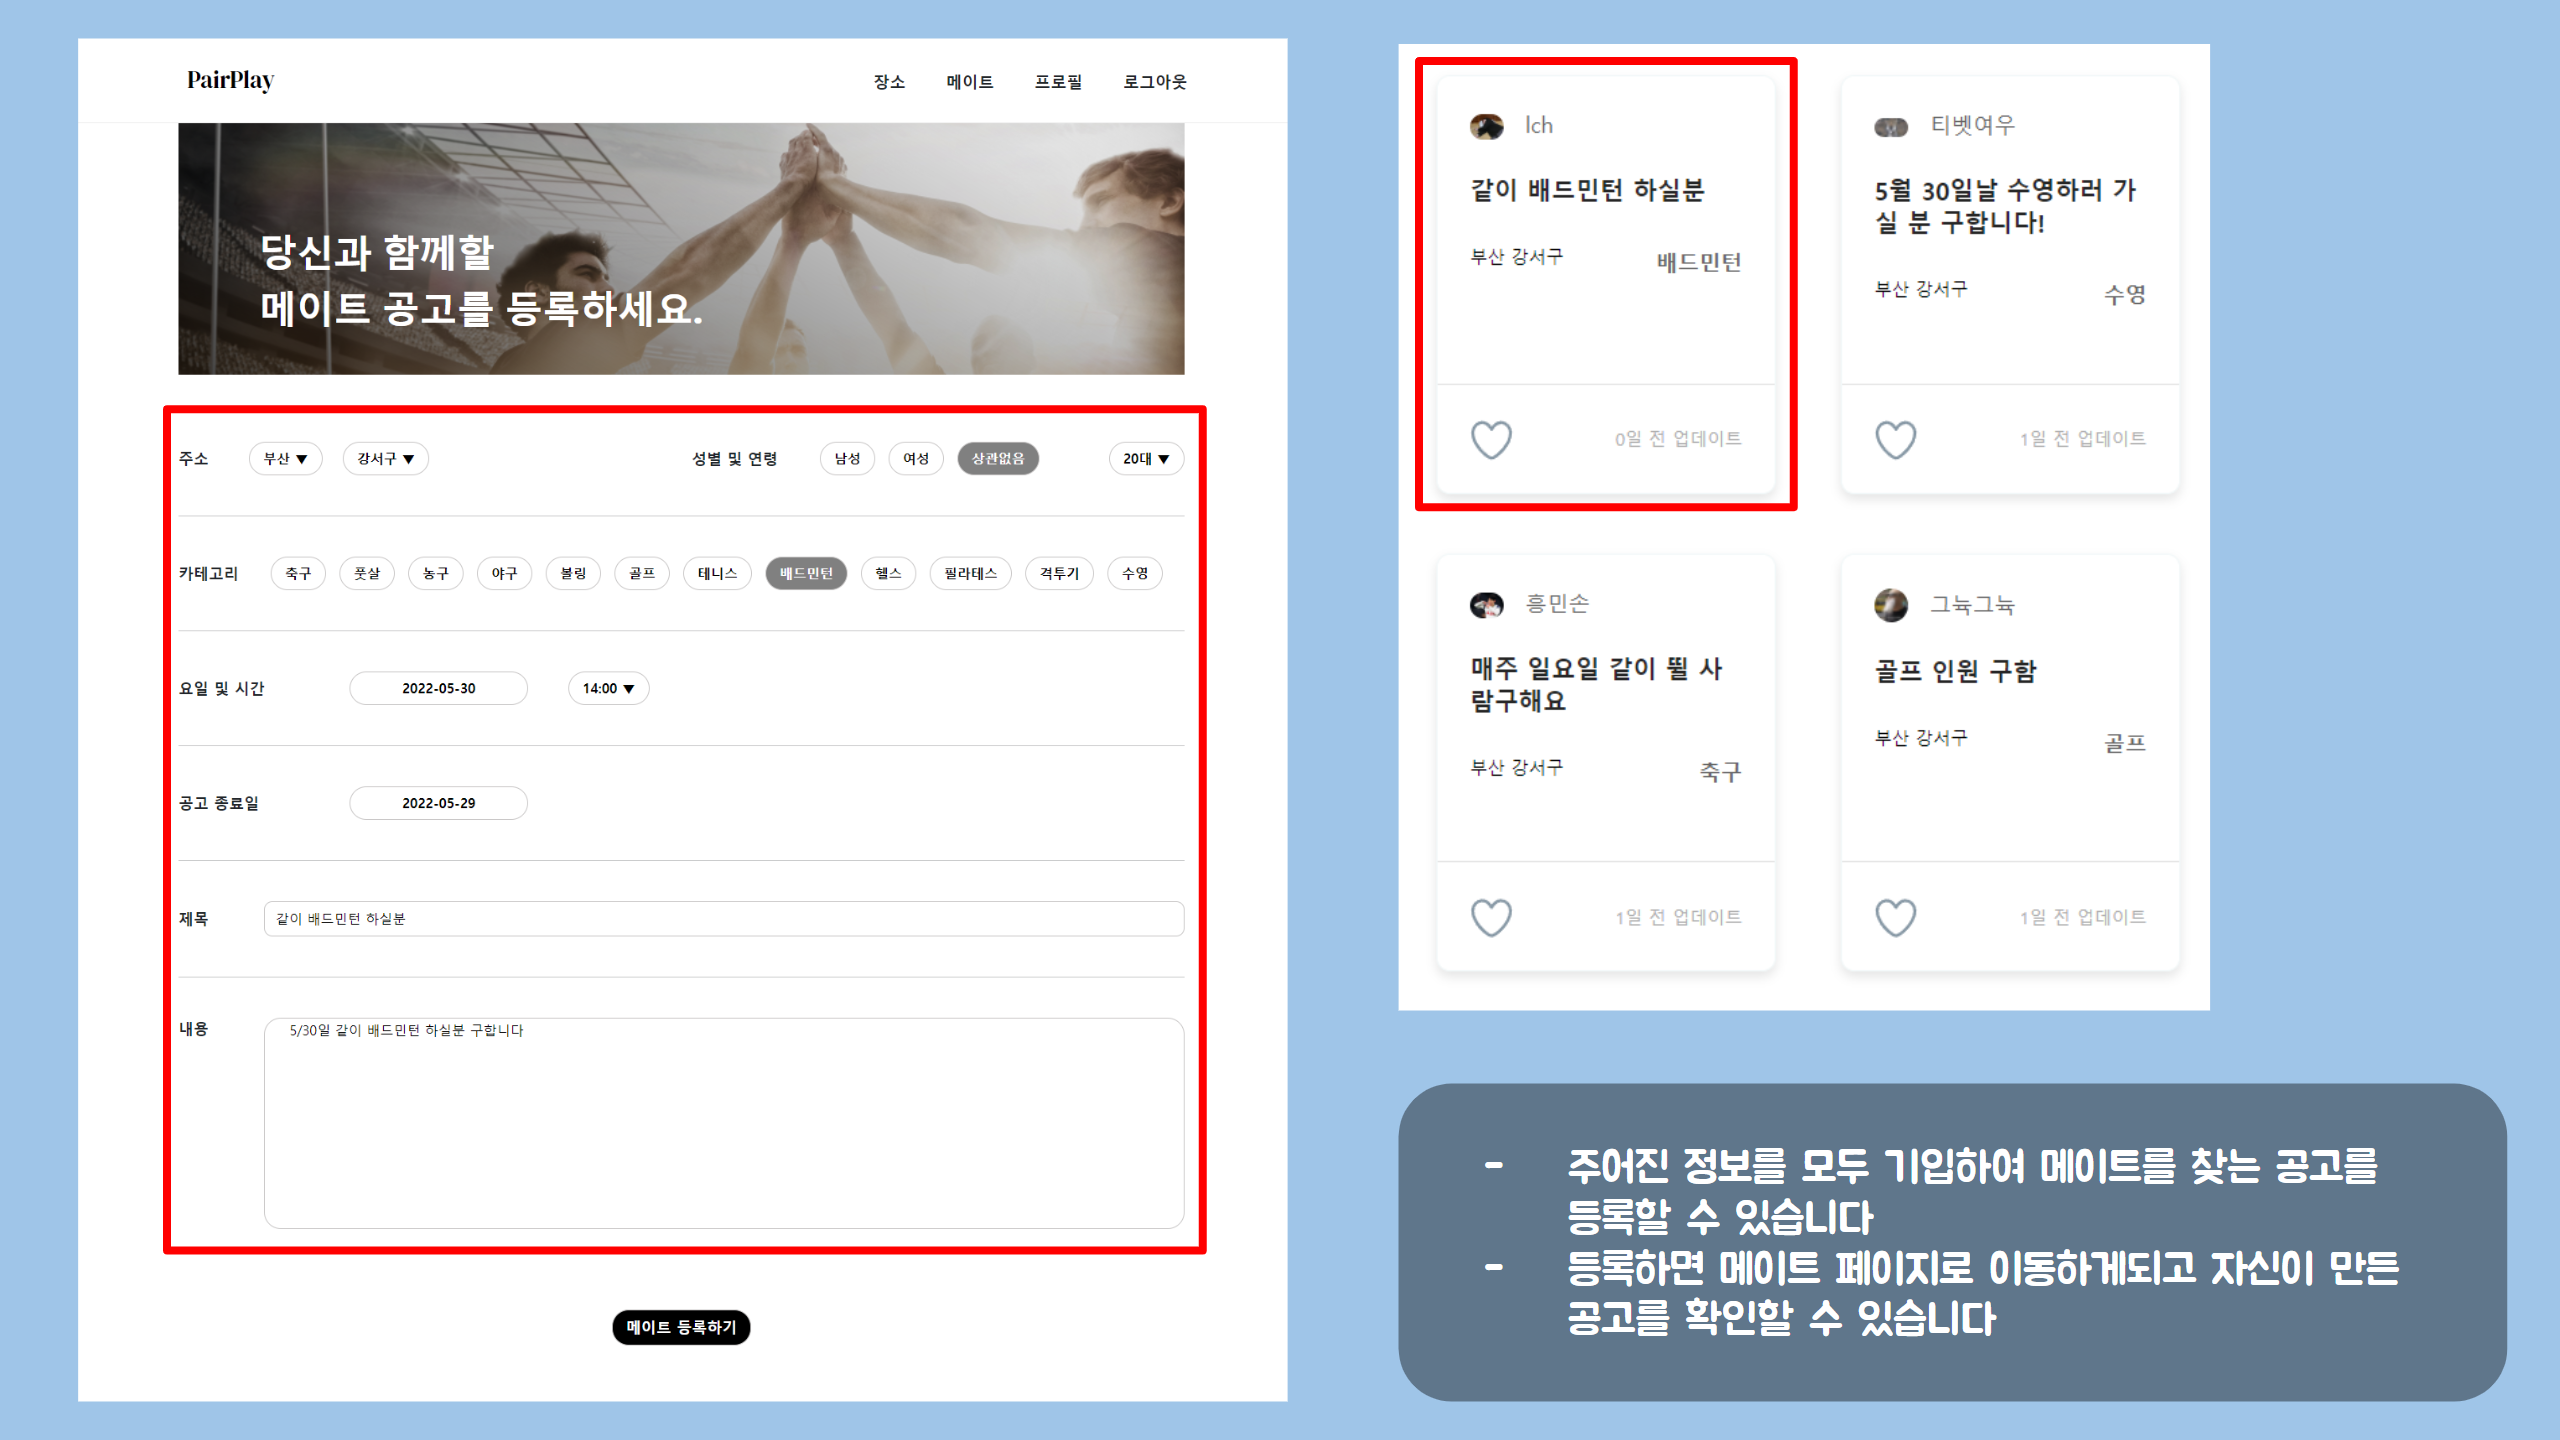 PairPlay
장소 메이트 프로필 로그아웃
당신과 함께할
메이트 공고를 등록하세요.
주소 부산 ▼ 강서구 ▼ 성별 및 연령 남성 여성 상관없음 20대 ▼
카테고리 축구 풋살 농구 야구 볼링 골프 테니스 배드민턴 헬스 필라테스 격투기 수영
요일 및 시간 2022-05-30 14:00 ▼
공고 종료일 2022-05-29
제목 같이 배드민턴 하실분
내용 5/30일 같이 배드민턴 하실분 구합니다
메이트 등록하기
lch
같이 배드민턴 하실분
부산 강서구
배드민턴
0일 전 업데이트
티벳여우
5월 30일날 수영하러 가
실 분 구합니다!
부산 강서구
수영
1일 전 업데이트
흥민손
매주 일요일 같이 뛸 사
람구해요
부산 강서구
축구
1일 전 업데이트
그뉵그뉵
골프 인원 구함
부산 강서구
골프
1일 전 업데이트
- 주어진 정보를 모두 기입하여 메이트를 찾는 공고를
등록할 수 있습니다
- 등록하면 메이트 페이지로 이동하게되고 자신이 만든
공고를 확인할 수 있습니다